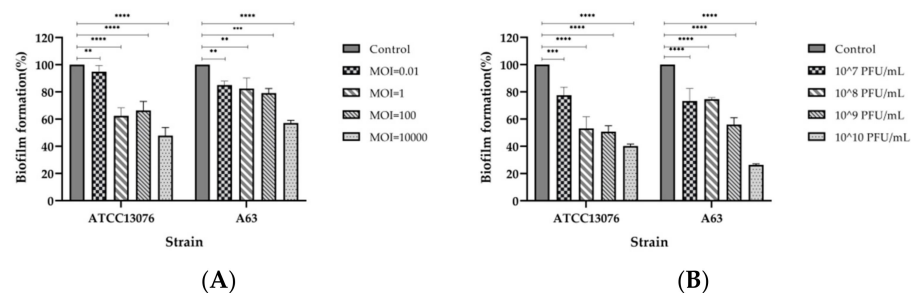 ****
****
****
**
****
***
**
**
Biofilm formation(%)
120
100
80
60
40
20
0
ATCC13076
A63
Strain
Control
MOI=0.01
MOI=1
MOI=100
MOI=10000
(A)
****
****
****
***
****
****
****
****
Biofilm formation(%)
120
100
80
60
40
20
0
ATCC13076
A63
Strain
Control
10^7 PFU/mL
10^8 PFU/mL
10^9 PFU/mL
10^10 PFU/mL
(B)